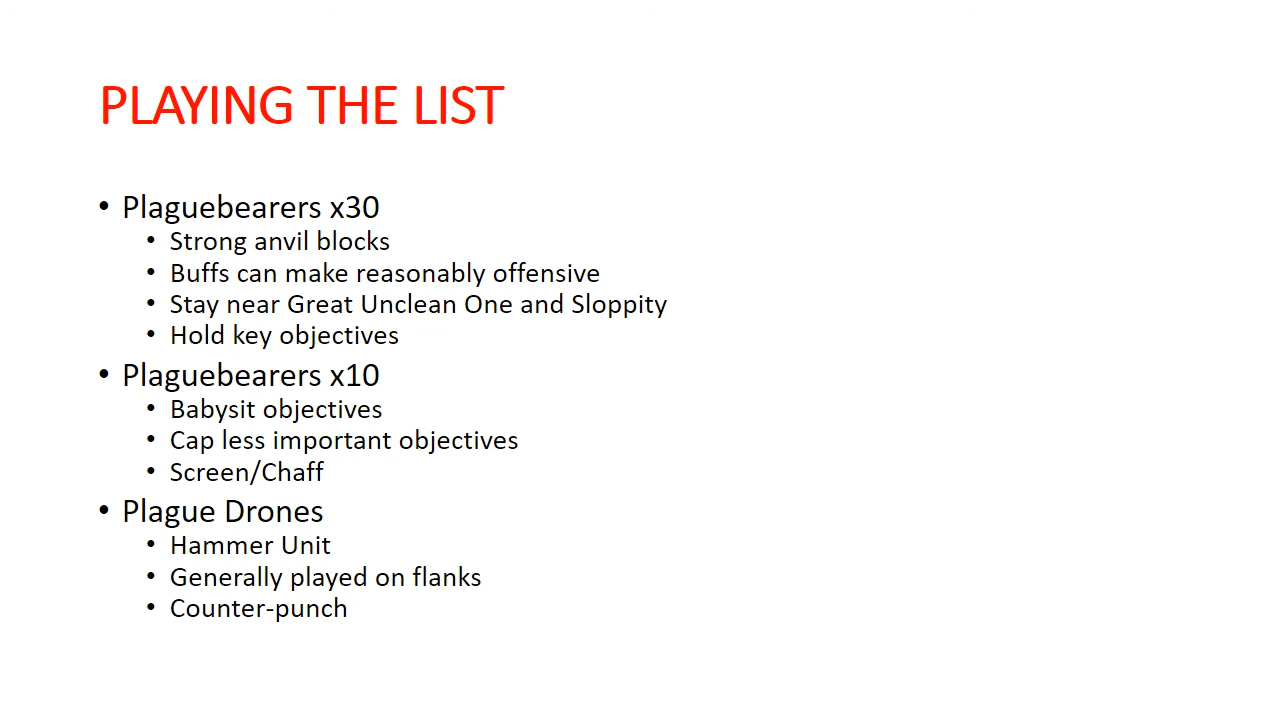 PLAYING THE LIST
• Plaguebearers x30
• Strong anvil blocks
• Buffs can make reasonably offensive
• Stay near Great Unclean One and Sloppity
• Hold key objectives
• Plaguebearers x10
• Babysit objectives
• Cap less important objectives
• Screen/Chaff
• Plague Drones
• Hammer Unit
• Generally played on flanks
• Counter-punch